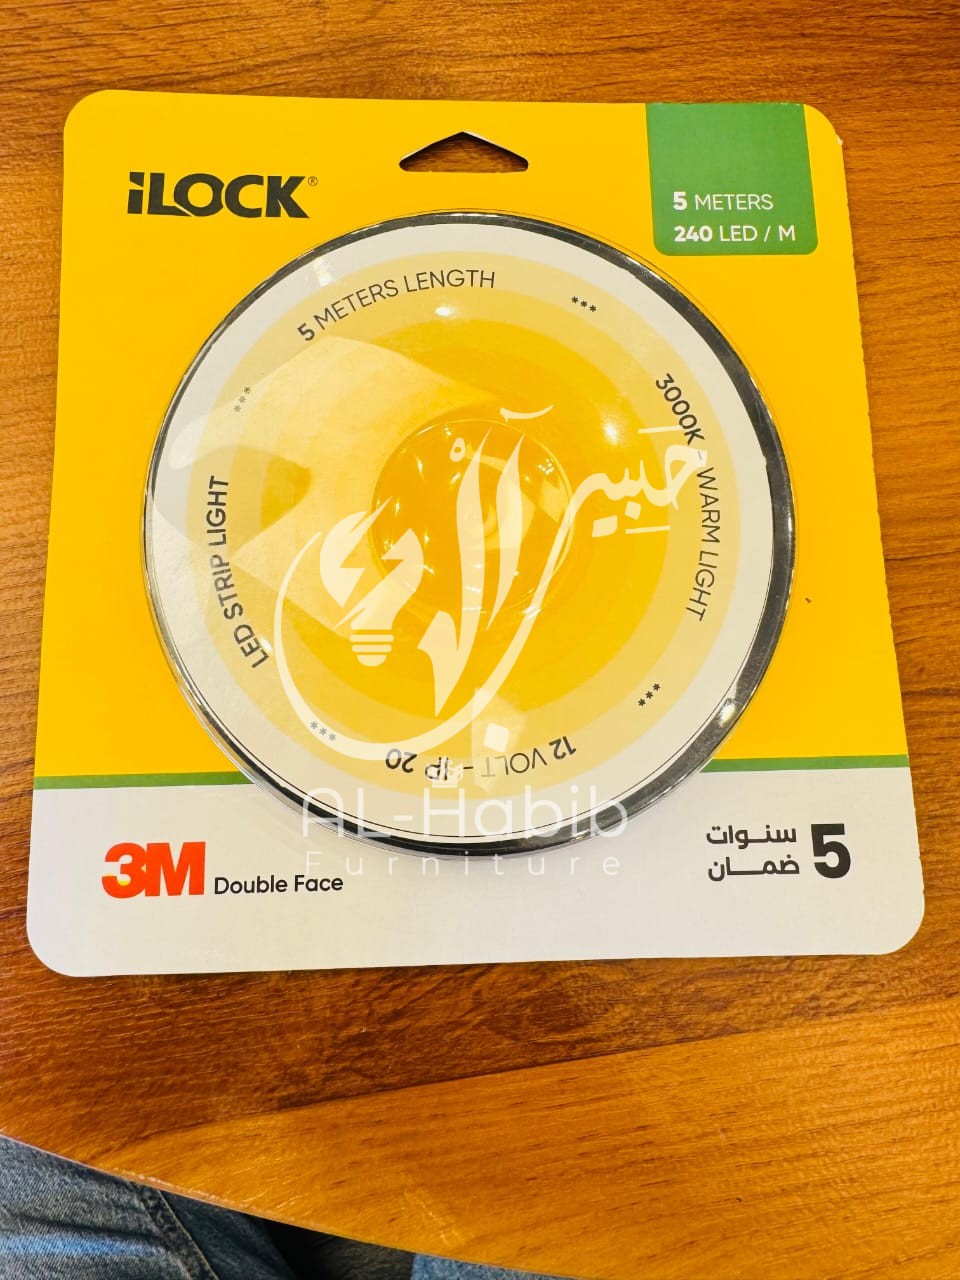 iLOCK®
5 METERS
240 LED / M
5 METERS LENGTH
***
3000K - WARM LIGHT
***
12 VOLT - IP 20
***
LED STRIP LIGHT
***
آل حبيب
AL-Habib
Furniture
3M Double Face
5 سنوات
ضمان